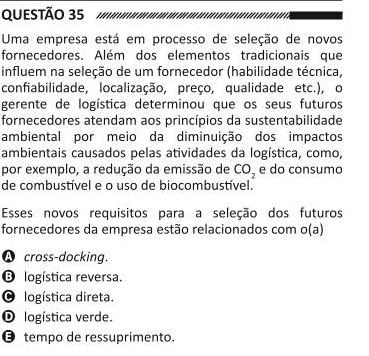 QUESTÃO 35
Uma empresa está em processo de seleção de novos
fornecedores. Além dos elementos tradicionais que
influem na seleção de um fornecedor (habilidade técnica,
confiabilidade, localização, preço, qualidade etc.), o
gerente de logística determinou que os seus futuros
fornecedores atendam aos princípios da sustentabilidade
ambiental por meio da diminuição dos impactos
ambientais causados pelas atividades da logística, como,
por exemplo, a redução da emissão de CO₂ e do consumo
de combustível e o uso de biocombustível.
Esses novos requisitos para a seleção dos futuros
fornecedores da empresa estão relacionados com o(a)
A cross-docking.
B logística reversa.
C logística direta.
D logística verde.
E tempo de ressuprimento.